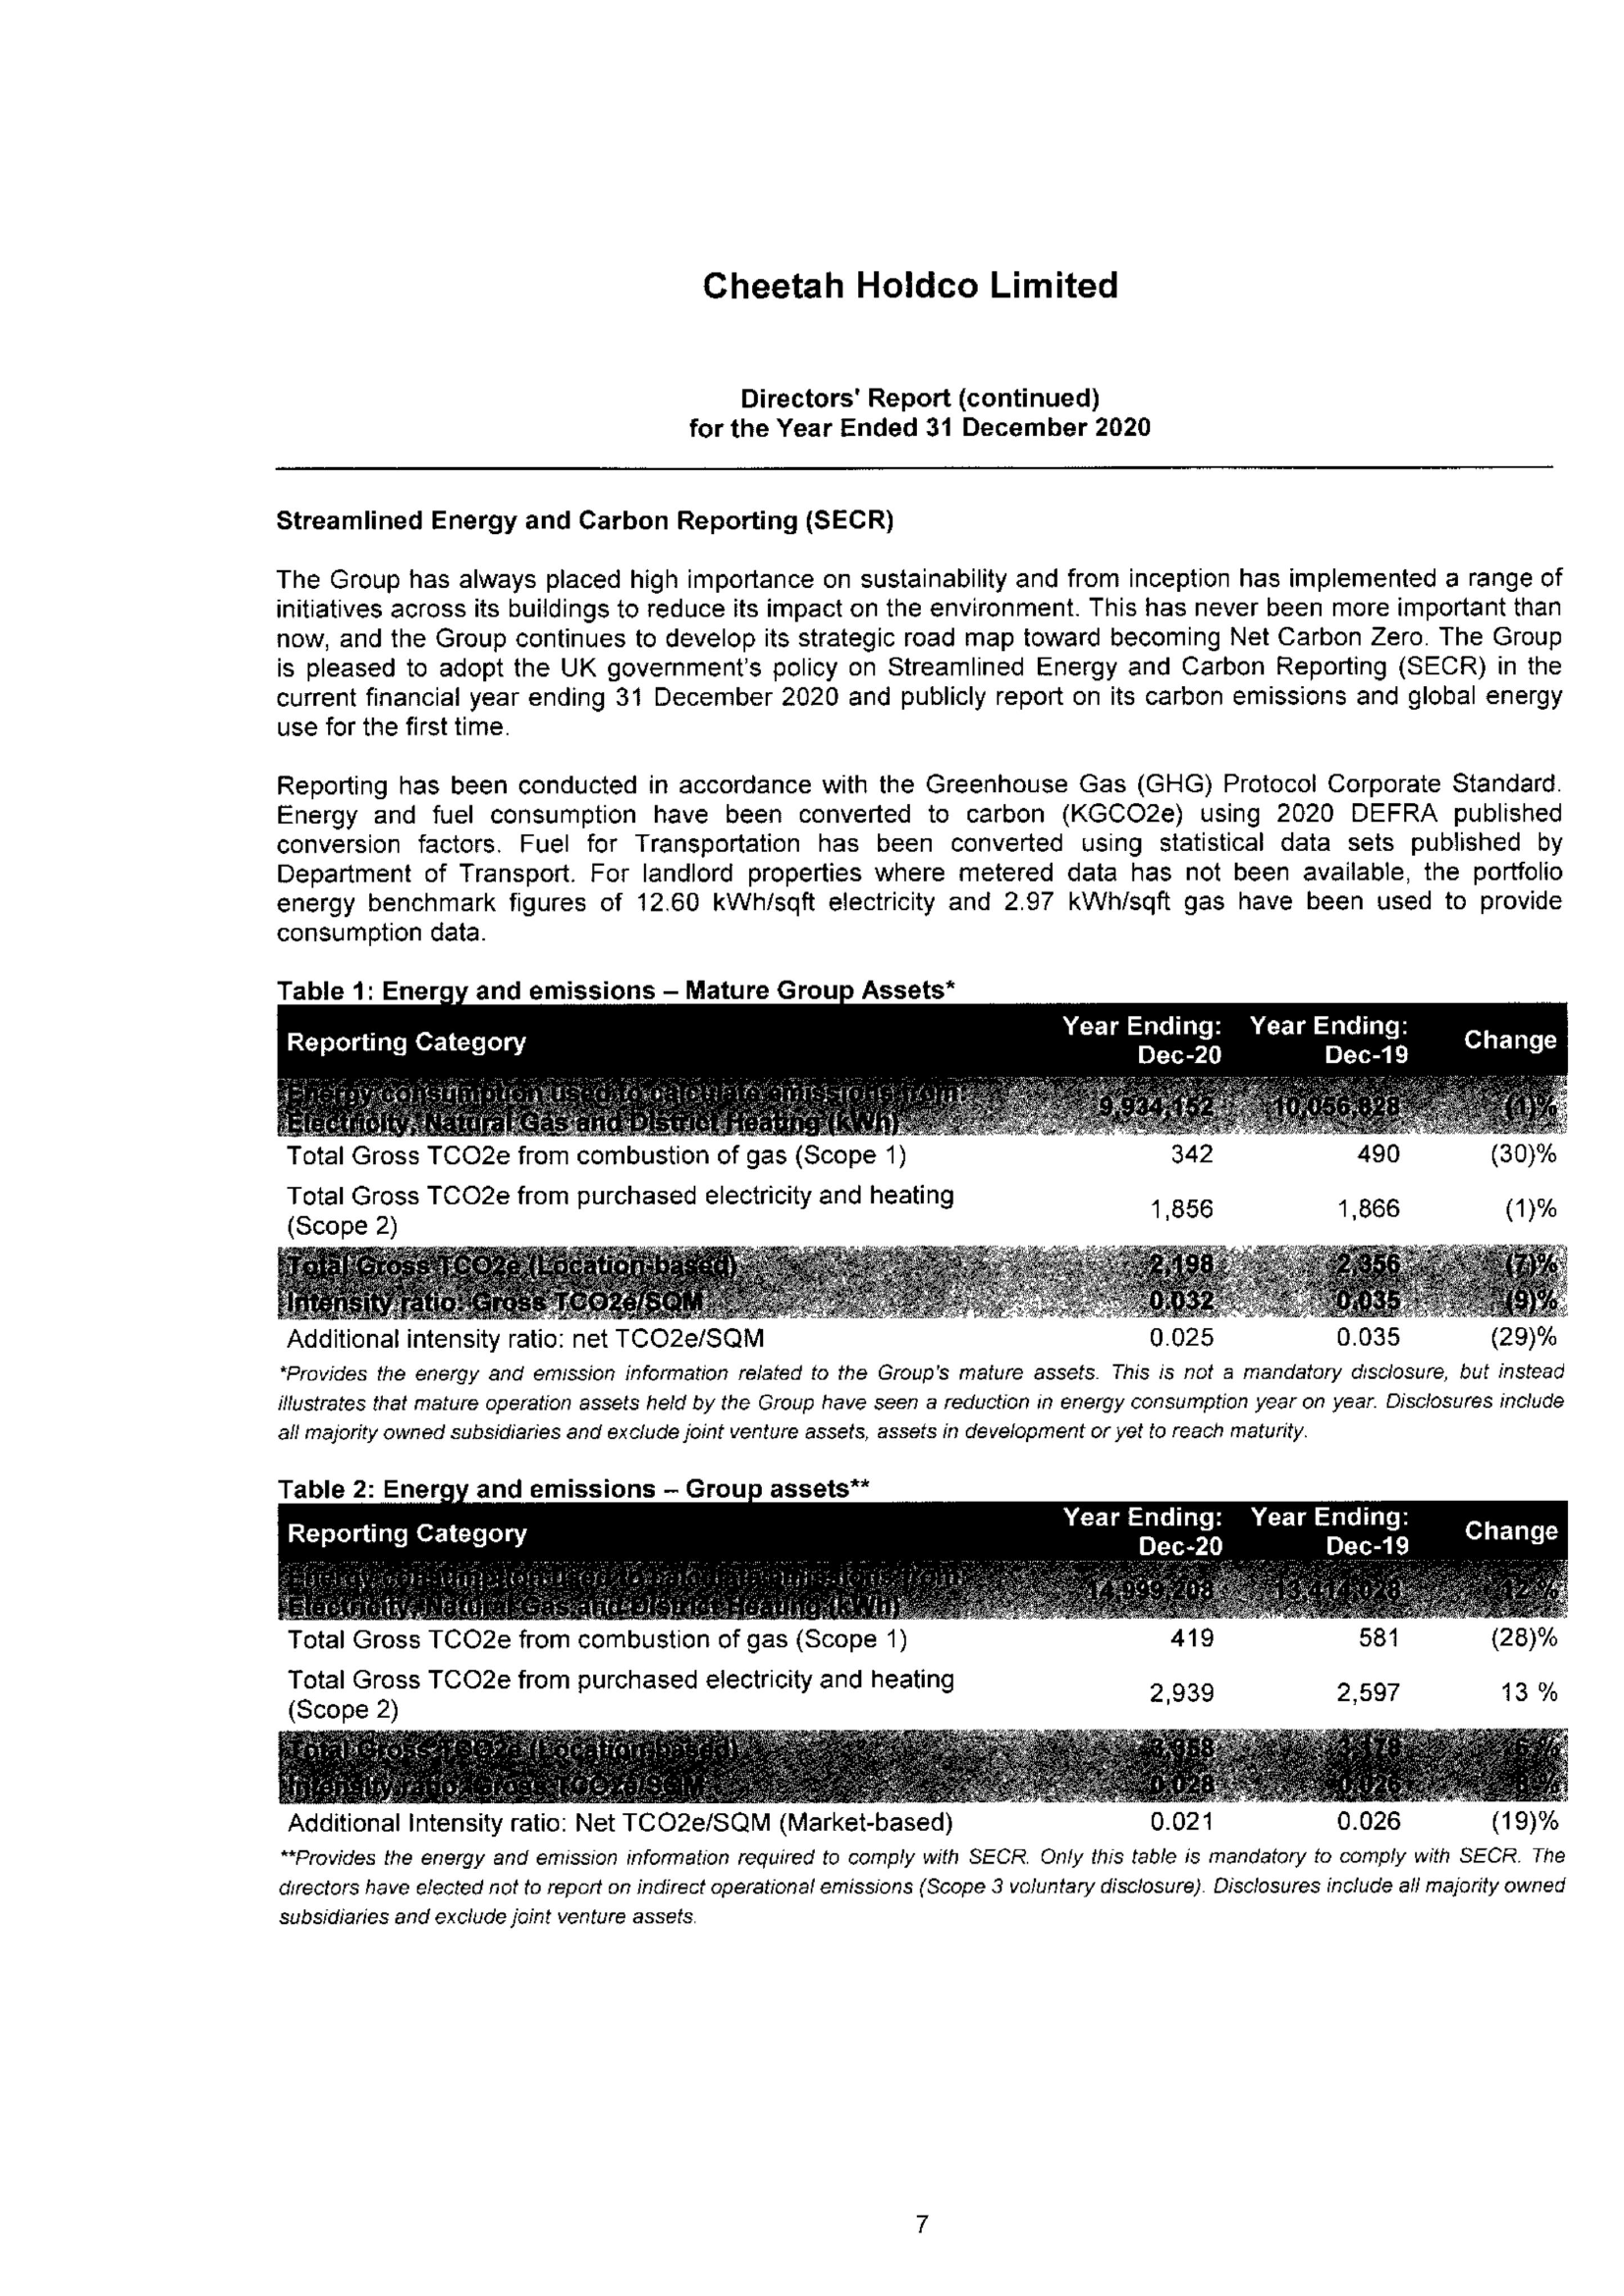 Cheetah Holdco Limited
Directors' Report (continued)
for the Year Ended 31 December 2020
Streamlined Energy and Carbon Reporting (SECR)
The Group has always placed high importance on sustainability and from inception has implemented a range of
initiatives across its buildings to reduce its impact on the environment. This has never been more important than
now, and the Group continues to develop its strategic road map toward becoming Net Carbon Zero. The Group
is pleased to adopt the UK government's policy on Streamlined Energy and Carbon Reporting (SECR) in the
current financial year ending 31 December 2020 and publicly report on its carbon emissions and global energy
use for the first time.
Reporting has been conducted in accordance with the Greenhouse Gas (GHG) Protocol Corporate Standard.
Energy and fuel consumption have been converted to carbon (KGCO2e) using 2020 DEFRA published
conversion factors. Fuel for Transportation has been converted using statistical data sets published by
Department of Transport. For landlord properties where metered data has not been available, the portfolio
energy benchmark figures of 12.60 kWh/sqft electricity and 2.97 kWh/sqft gas have been used to provide
consumption data.
Table 1: Energy and emissions – Mature Group Assets*
Reporting Category Year Ending: Dec-20 Year Ending: Dec-19 Change
Energy consumption used to calculate emissions from:
Electricity, Natural Gas and District Heating (kWh) 9,934,152 10,056,828 (1)%
Total Gross TCO2e from combustion of gas (Scope 1) 342 490 (30)%
Total Gross TCO2e from purchased electricity and heating
(Scope 2) 1,856 1,866 (1)%
Total Gross TCO2e (Location-based) 2,198 2,356 (7)%
Intensity ratio: Gross TCO2e/SQM 0.032 0.035 (9)%
Additional intensity ratio: net TCO2e/SQM 0.025 0.035 (29)%
*Provides the energy and emission information related to the Group's mature assets. This is not a mandatory disclosure, but instead
illustrates that mature operation assets held by the Group have seen a reduction in energy consumption year on year. Disclosures include
all majority owned subsidiaries and exclude joint venture assets, assets in development or yet to reach maturity.
Table 2: Energy and emissions – Group assets**
Reporting Category Year Ending: Dec-20 Year Ending: Dec-19 Change
Energy consumption used to calculate emissions from:
Electricity, Natural Gas and District Heating (kWh) 14,999,208 13,414,028 12 %
Total Gross TCO2e from combustion of gas (Scope 1) 419 581 (28)%
Total Gross TCO2e from purchased electricity and heating
(Scope 2) 2,939 2,597 13 %
Total Gross TCO2e (Location-based) 3,178
Intensity ratio: Gross TCO2e/SQM 0.028 0.026 8 %
Additional Intensity ratio: Net TCO2e/SQM (Market-based) 0.021 0.026 (19)%
**Provides the energy and emission information required to comply with SECR. Only this table is mandatory to comply with SECR. The
directors have elected not to report on indirect operational emissions (Scope 3 voluntary disclosure). Disclosures include all majority owned
subsidiaries and exclude joint venture assets.
7